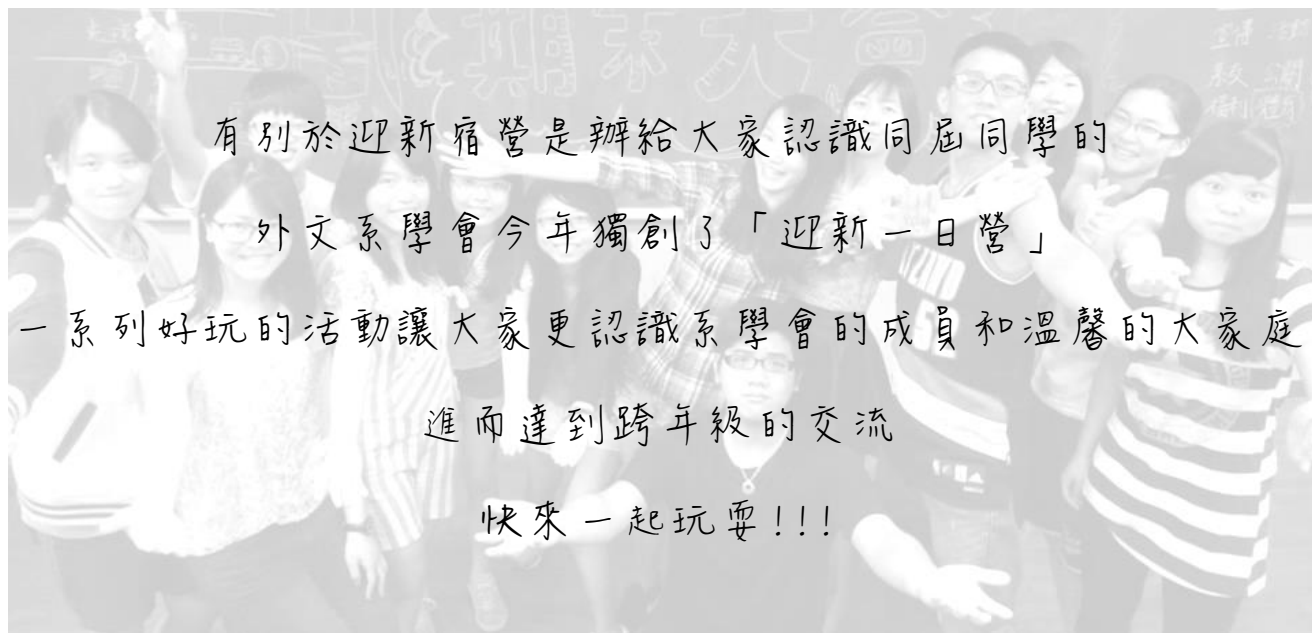 期末大會
有別於迎新宿營是辦給大家認識同屆同學的
外文系學會今年獨創了「迎新一日營」
一系列好玩的活動讓大家更認識系學會的成員和溫馨的大家庭
進而達到跨年級的交流
快來一起玩耍!!!